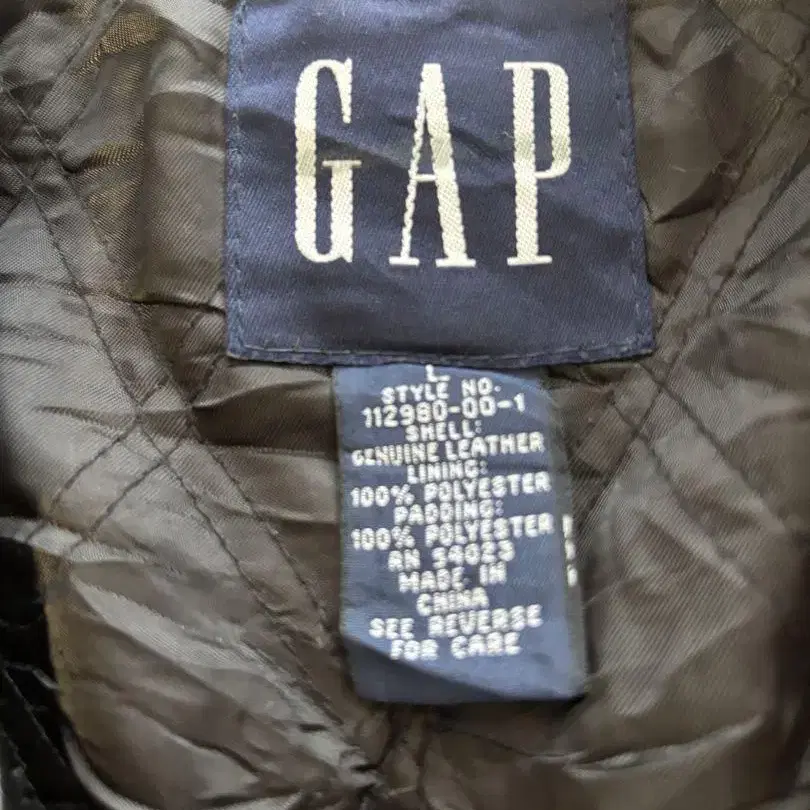 GAP
L
STYLE NO.
112980-00-1
SHELL:
GENUINE LEATHER
LINING:
100% POLYESTER
PADDING:
100% POLYESTER
RN 54023
MADE IN
CHINA
SEE REVERSE
FOR CARE